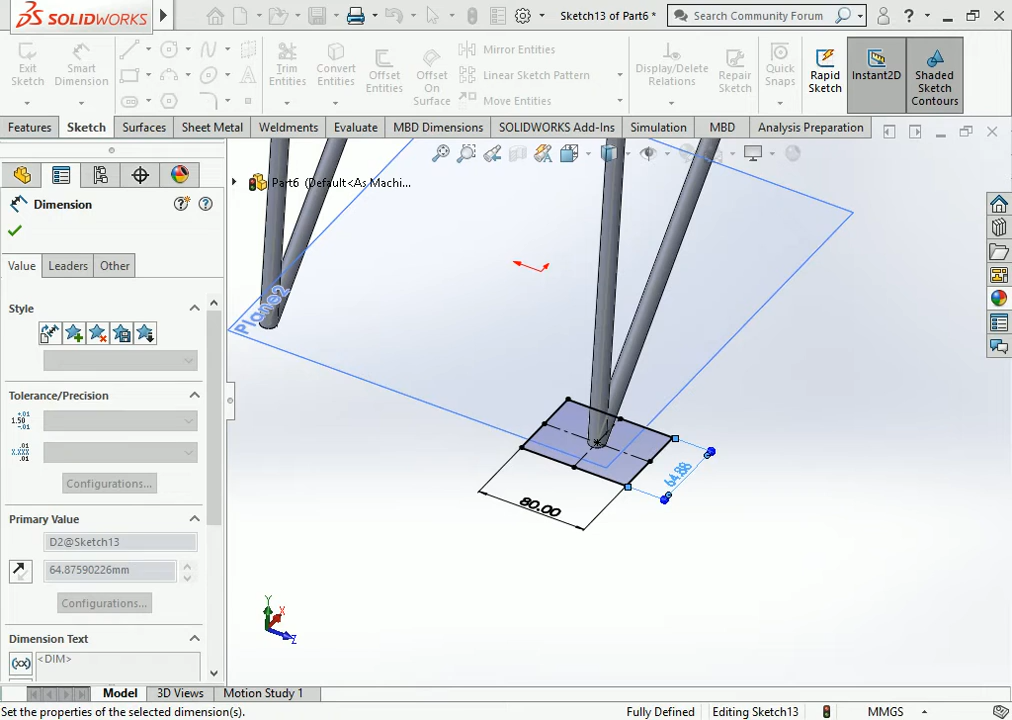 SOLIDWORKS
Sketch13 of Part6 *
Search Community Forum
Exit Sketch
Smart Dimension
Trim Entities
Convert Entities
Offset Entities
Offset On Surface
Mirror Entities
Linear Sketch Pattern
Move Entities
Display/Delete Relations
Repair Sketch
Quick Snaps
Rapid Sketch
Instant2D
Shaded Sketch Contours
Features
Sketch
Surfaces
Sheet Metal
Weldments
Evaluate
MBD Dimensions
SOLIDWORKS Add-Ins
Simulation
MBD
Analysis Preparation
Part6 (Default<As Machi...
Dimension
Value
Leaders
Other
Style
Tolerance/Precision
Configurations...
Primary Value
D2@Sketch13
64.87590226mm
Configurations...
Dimension Text
<DIM>
Plane2
64.88
80.00
Y
X
Z
Model
3D Views
Motion Study 1
Set the properties of the selected dimension(s).
Fully Defined
Editing Sketch13
MMGS